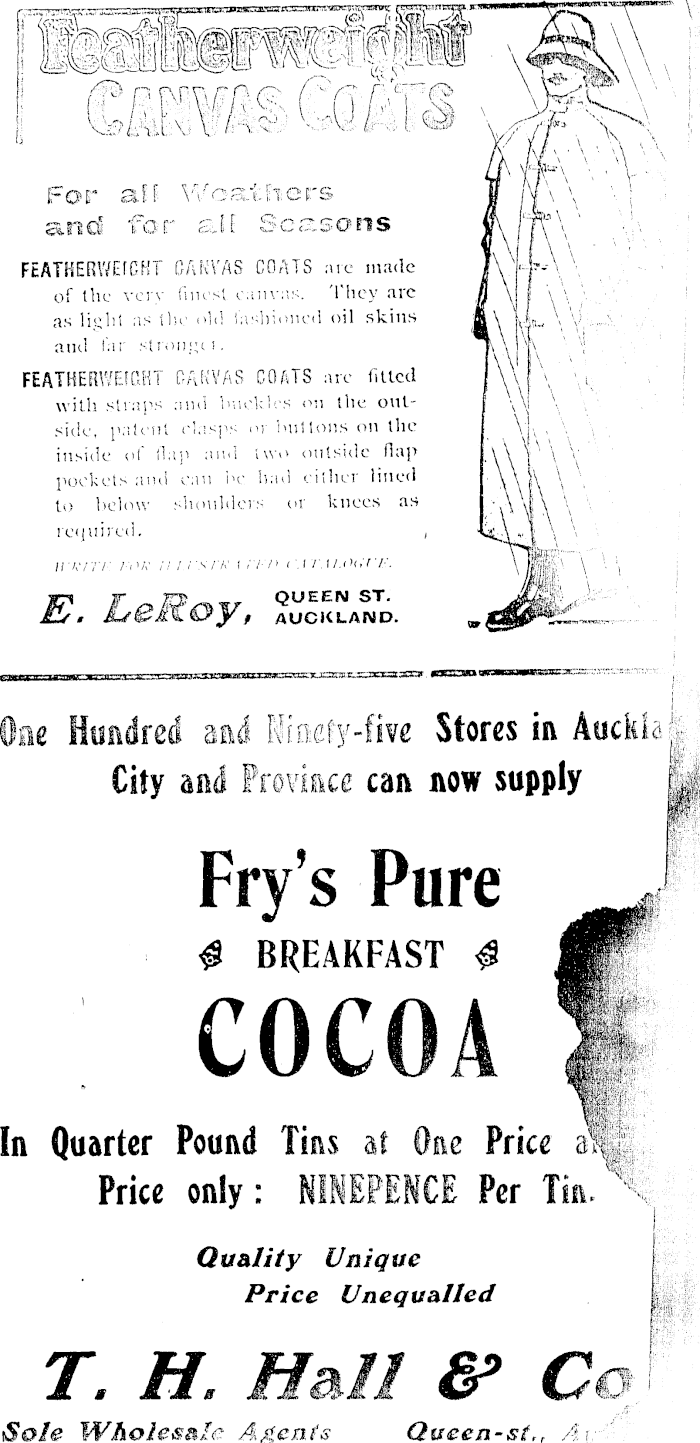 Featherweight
CANVAS COATS
For all Weathers
and for all Seasons
FEATHERWEIGHT CANVAS COATS are made
of the very finest canvas. They are
as light as the old fashioned oil skins
and far stronger.
FEATHERWEIGHT CANVAS COATS are fitted
with straps and buckles on the out-
side, patent clasps or buttons on the
inside of flap and two outside flap
pockets and can be had either lined
to below shoulders or knees as
required.
WRITE FOR ILLUSTRATED CATALOGUE.
E. LeRoy, QUEEN ST.
AUCKLAND.
One Hundred and Ninety-five Stores in Auckla
City and Province can now supply
Fry's Pure
BREAKFAST
COCOA
In Quarter Pound Tins at One Price
Price only: NINEPENCE Per Tin.
Quality Unique
Price Unequalled
T. H. Hall & Co
Sole Wholesale Agents Queen-st.,